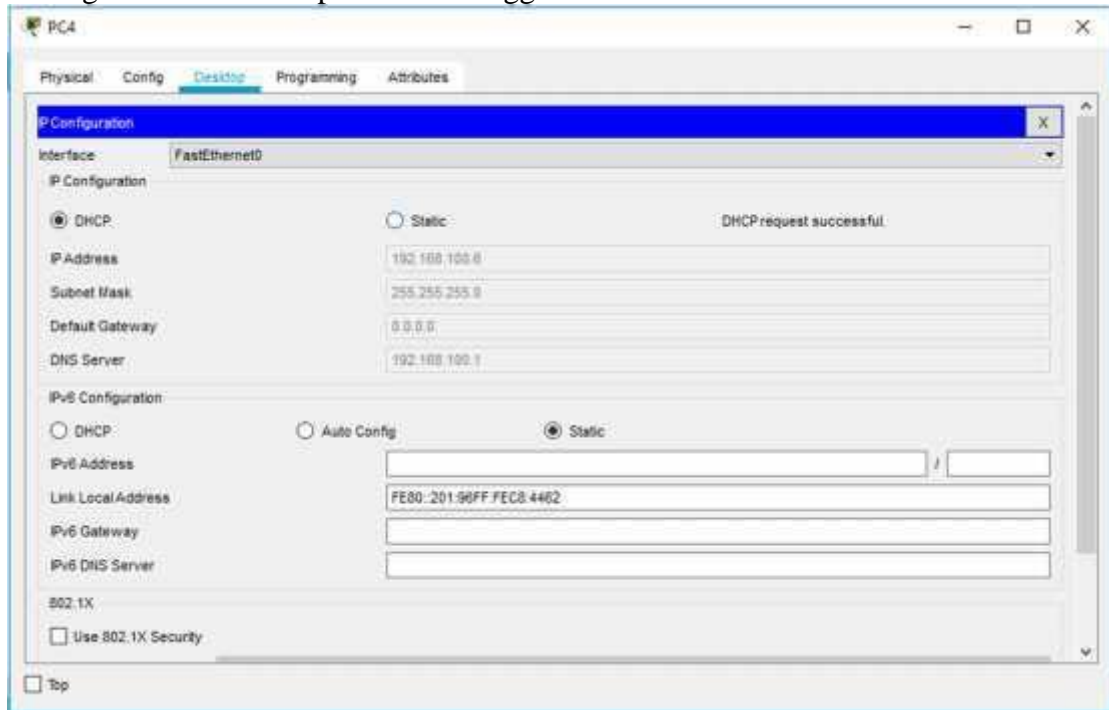 PC4
Physical Config Desktop Programming Attributes
IP Configuration X
Interface FastEthernet0
IP Configuration
DHCP Static DHCP request successful.
IP Address 192.168.100.6
Subnet Mask 255.255.255.0
Default Gateway 0.0.0.0
DNS Server 192.168.100.1
IPv6 Configuration
DHCP Auto Config Static
IPv6 Address /
Link Local Address FE80::201:96FF:FEC8:4462
IPv6 Gateway
IPv6 DNS Server
802.1X
Use 802.1X Security
Top